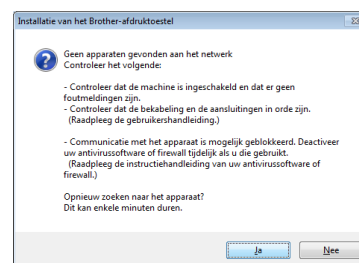 Installatie van het Brother-afdruktoestel
Geen apparaten gevonden aan het netwerk
Controleer het volgende:
- Controleer dat de machine is ingeschakeld en dat er geen
foutmeldingen zijn.
- Controleer dat de bekabeling en de aansluitingen in orde zijn.
(Raadpleeg de gebruikershandleiding.)
- Communicatie met het apparaat is mogelijk geblokkeerd. Deactiveer
uw antivirussoftware of firewall tijdelijk als u die gebruikt.
(Raadpleeg de instructiehandleiding van uw antivirussoftware of
firewall.)
Opnieuw zoeken naar het apparaat?
Dit kan enkele minuten duren.
Ja
Nee